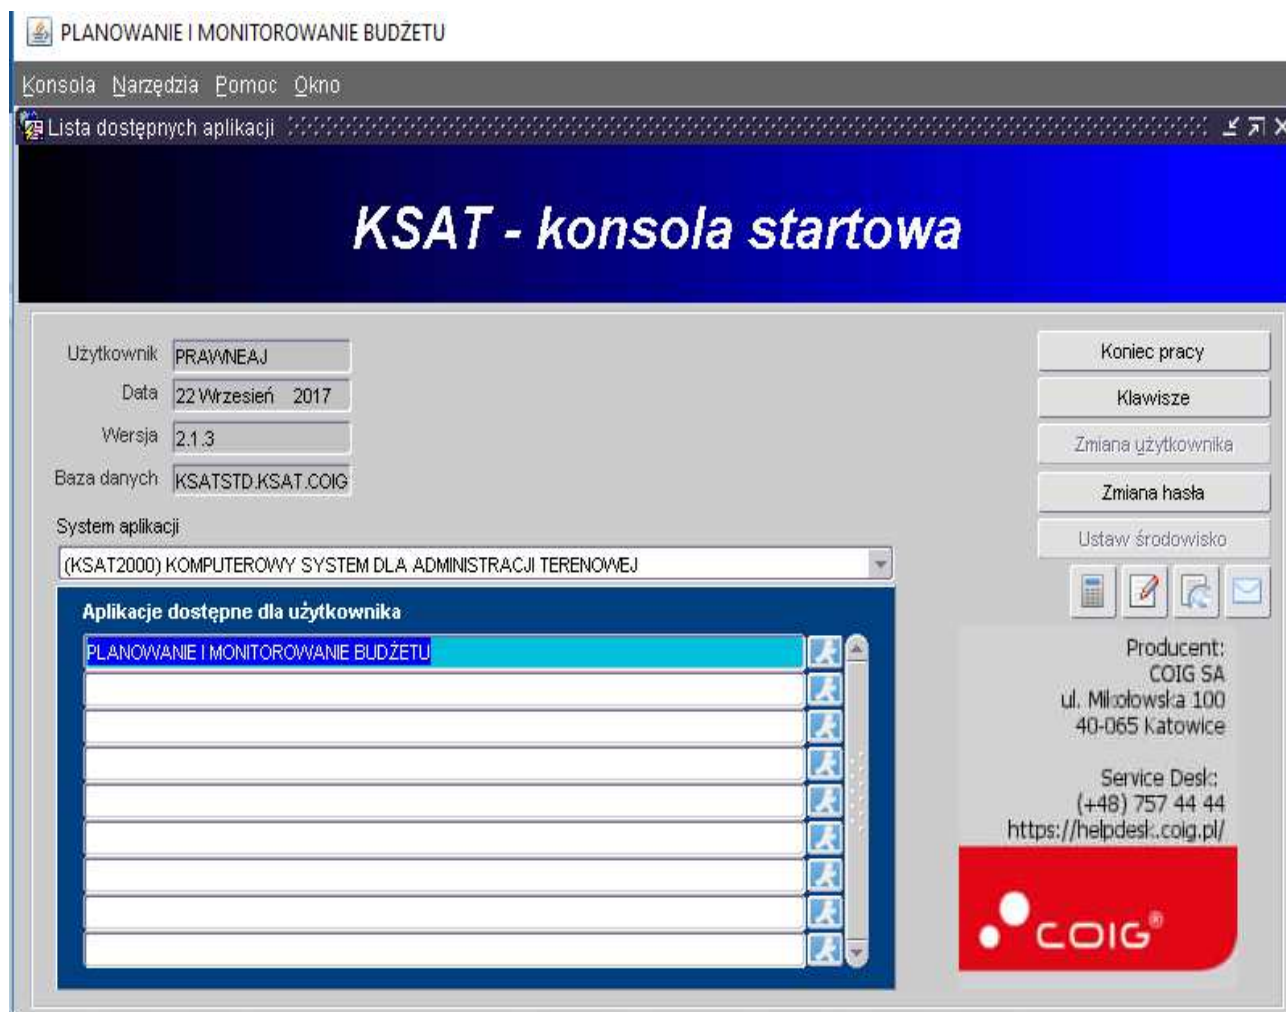 PLANOWANIE I MONITOROWANIE BUDŻETU
Konsola Narzędzia Pomoc Okno
Lista dostępnych aplikacji
KSAT - konsola startowa
Użytkownik PRAWNEAJ
Data 22 Wrzesień 2017
Wersja 2.1.3
Baza danych KSATSTD.KSAT.COIG
System aplikacji
(KSAT2000) KOMPUTEROWY SYSTEM DLA ADMINISTRACJI TERENOWEJ
Aplikacje dostępne dla użytkownika
PLANOWANIE I MONITOROWANIE BUDŻETU
Koniec pracy
Klawisze
Zmiana użytkownika
Zmiana hasła
Ustaw środowisko
Producent:
COIG SA
ul. Mikołowska 100
40-065 Katowice
Service Desk:
(+48) 757 44 44
https://helpdesk.coig.pl/
COIG®